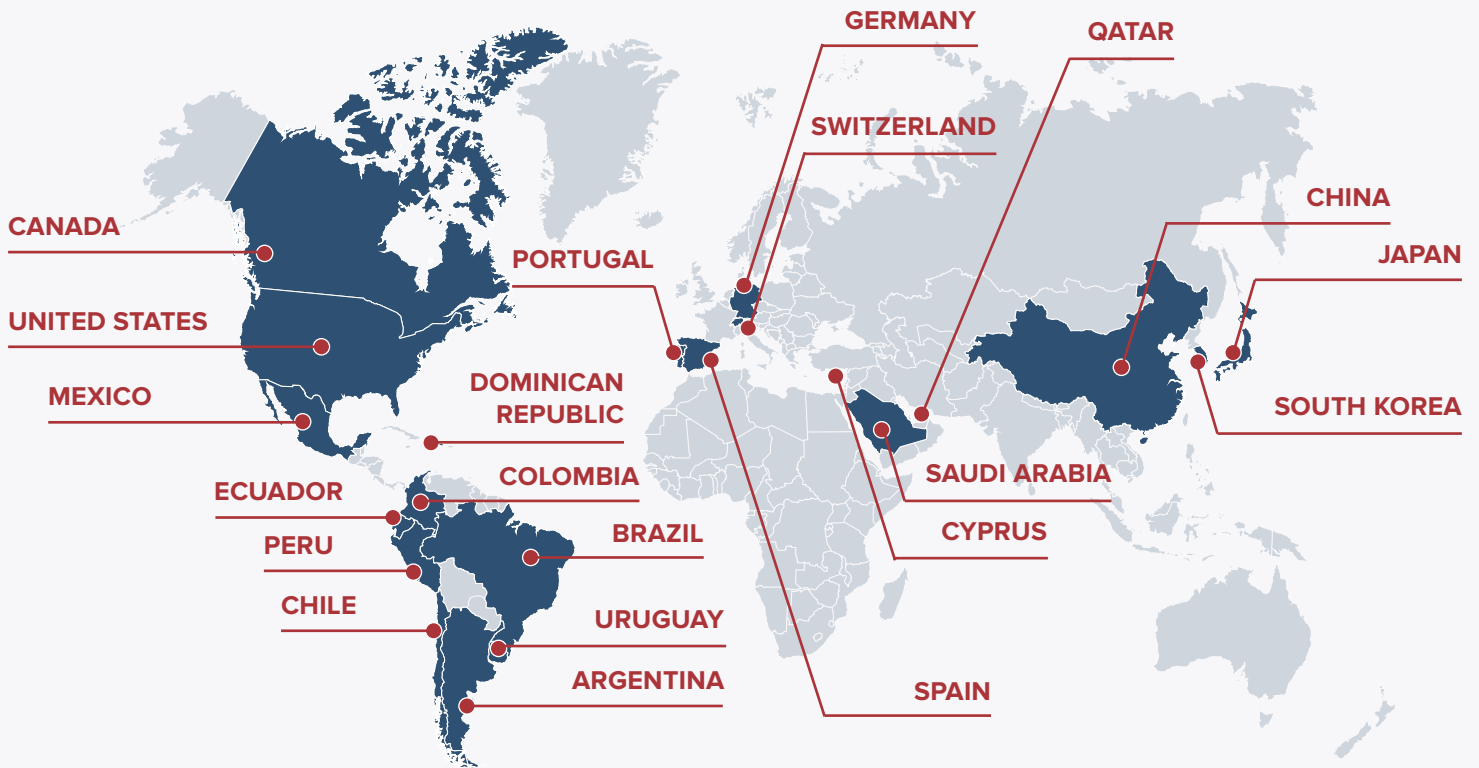 GERMANY
QATAR
SWITZERLAND
CHINA
CANADA
PORTUGAL
JAPAN
UNITED STATES
MEXICO
DOMINICAN
REPUBLIC
SOUTH KOREA
COLOMBIA
SAUDI ARABIA
ECUADOR
BRAZIL
CYPRUS
PERU
CHILE
URUGUAY
ARGENTINA
SPAIN